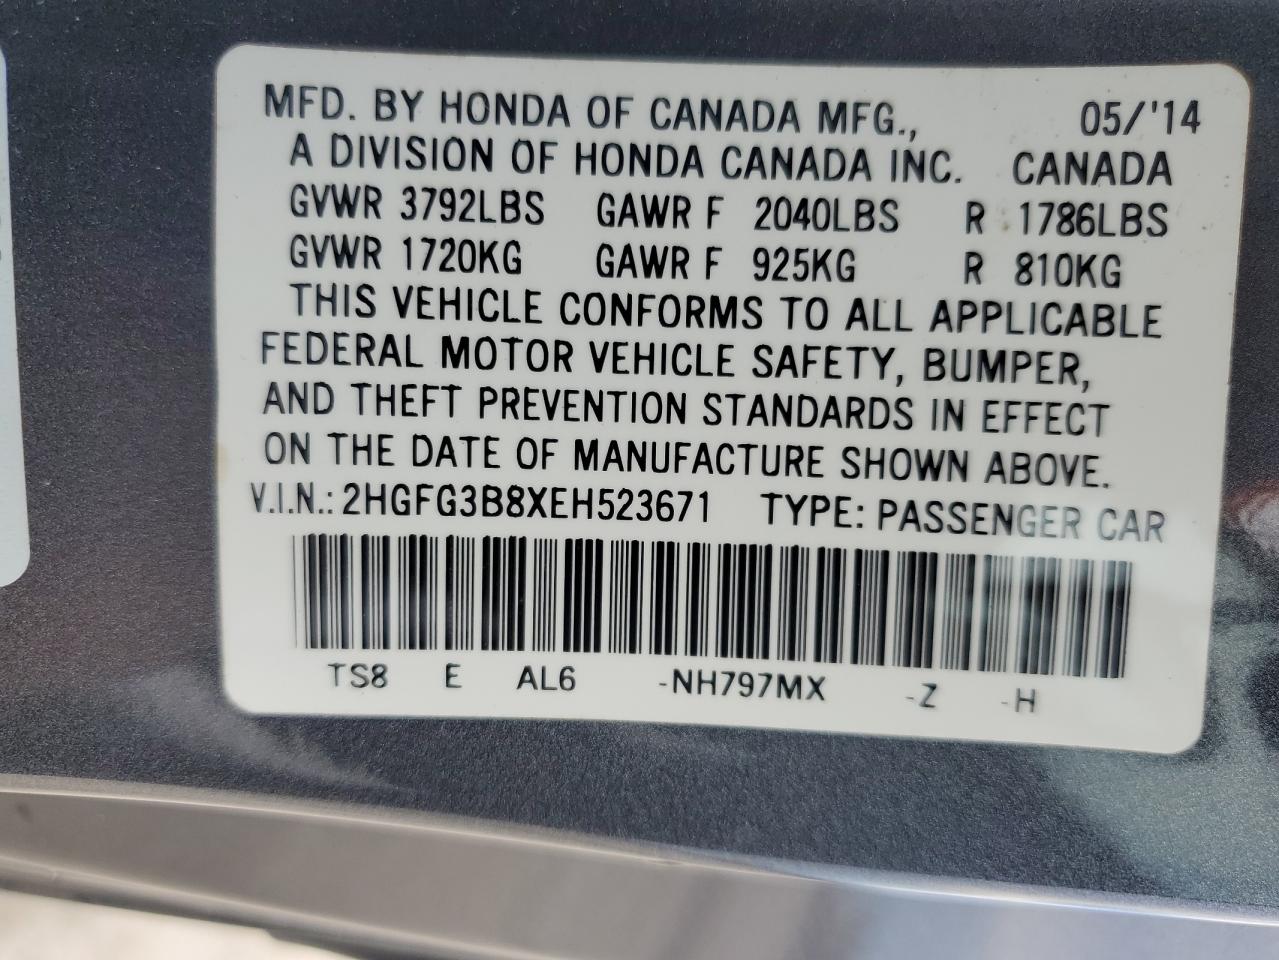 MFD. BY HONDA OF CANADA MFG., 05/'14
A DIVISION OF HONDA CANADA INC. CANADA
GVWR 3792LBS GAWR F 2040LBS R 1786LBS
GVWR 1720KG GAWR F 925KG R 810KG
THIS VEHICLE CONFORMS TO ALL APPLICABLE
FEDERAL MOTOR VEHICLE SAFETY, BUMPER,
AND THEFT PREVENTION STANDARDS IN EFFECT
ON THE DATE OF MANUFACTURE SHOWN ABOVE.
V.I.N.: 2HGFG3B8XEH523671 TYPE: PASSENGER CAR
TS8 E AL6 -NH797MX -Z -H